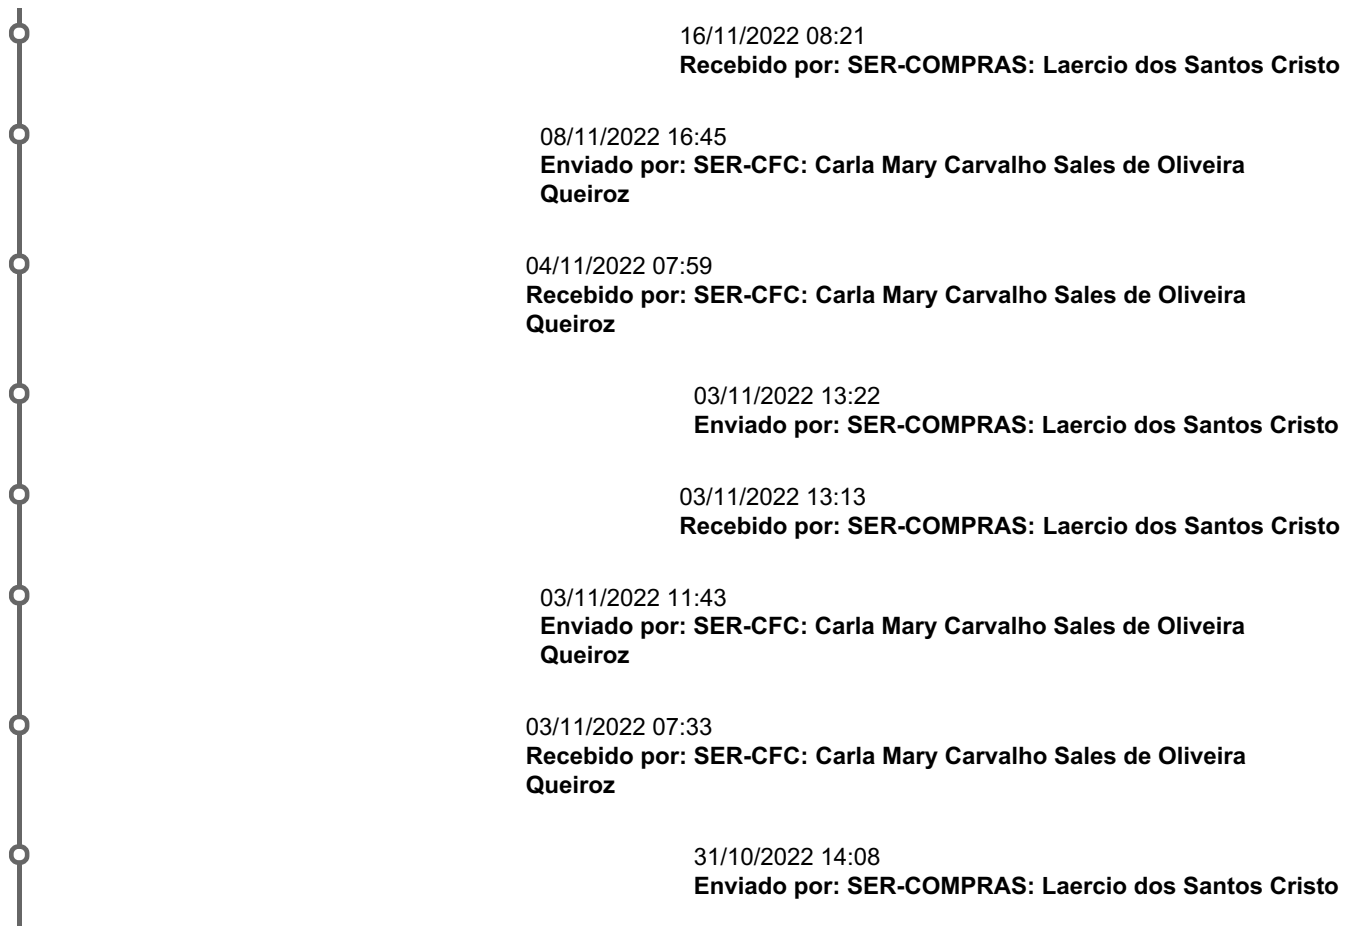 16/11/2022 08:21
Recebido por: SER-COMPRAS: Laercio dos Santos Cristo
08/11/2022 16:45
Enviado por: SER-CFC: Carla Mary Carvalho Sales de Oliveira
Queiroz
04/11/2022 07:59
Recebido por: SER-CFC: Carla Mary Carvalho Sales de Oliveira
Queiroz
03/11/2022 13:22
Enviado por: SER-COMPRAS: Laercio dos Santos Cristo
03/11/2022 13:13
Recebido por: SER-COMPRAS: Laercio dos Santos Cristo
03/11/2022 11:43
Enviado por: SER-CFC: Carla Mary Carvalho Sales de Oliveira
Queiroz
03/11/2022 07:33
Recebido por: SER-CFC: Carla Mary Carvalho Sales de Oliveira
Queiroz
31/10/2022 14:08
Enviado por: SER-COMPRAS: Laercio dos Santos Cristo